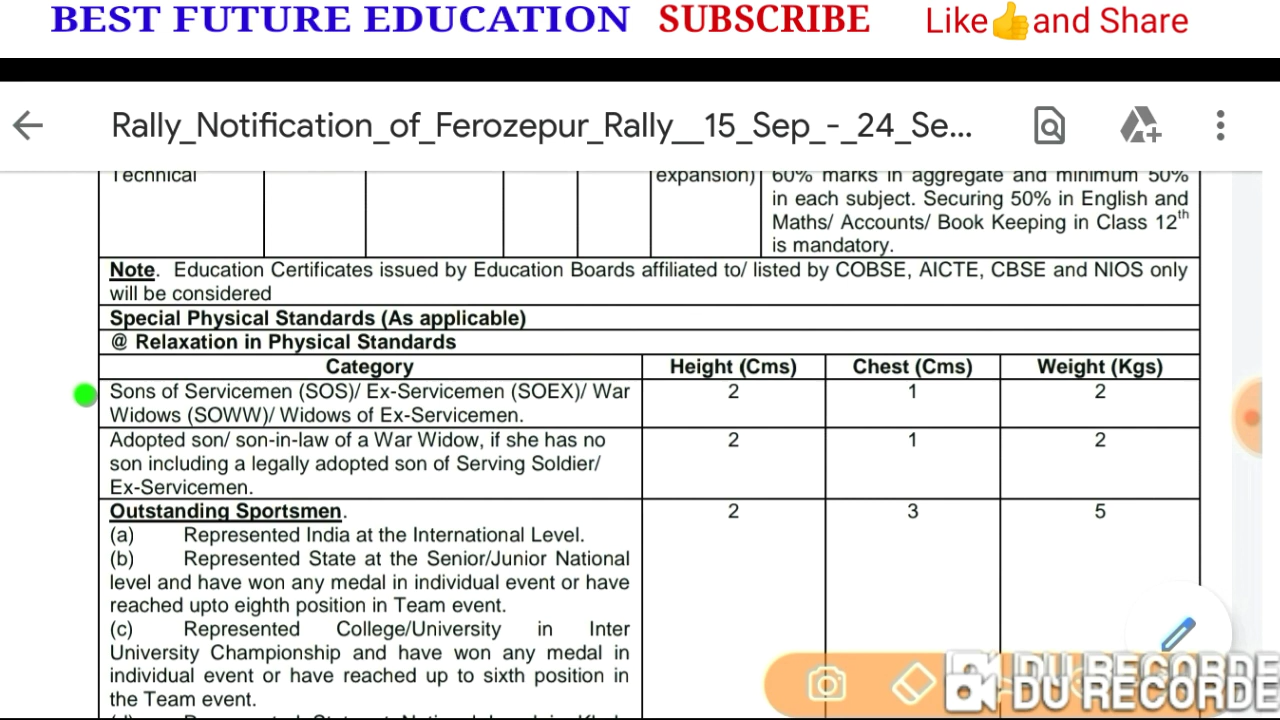 BEST FUTURE EDUCATION SUBSCRIBE Like👍and Share
Rally_Notification_of_Ferozepur_Rally__15_Sep_-_24_Se...
Technical expansion) 60% marks in aggregate and minimum 50%
in each subject. Securing 50% in English and
Maths/ Accounts/ Book Keeping in Class 12th
is mandatory.
Note. Education Certificates issued by Education Boards affiliated to/ listed by COBSE, AICTE, CBSE and NIOS only
will be considered
Special Physical Standards (As applicable)
@ Relaxation in Physical Standards
Category Height (Cms) Chest (Cms) Weight (Kgs)
Sons of Servicemen (SOS)/ Ex-Servicemen (SOEX)/ War 2 1 2
Widows (SOWW)/ Widows of Ex-Servicemen.
Adopted son/ son-in-law of a War Widow, if she has no 2 1 2
son including a legally adopted son of Serving Soldier/
Ex-Servicemen.
Outstanding Sportsmen. 2 3 5
(a) Represented India at the International Level.
(b) Represented State at the Senior/Junior National
level and have won any medal in individual event or have
reached upto eighth position in Team event.
(c) Represented College/University in Inter
University Championship and have won any medal in
individual event or have reached up to sixth position in
the Team event.
DU RECORDE
DU RECORDE